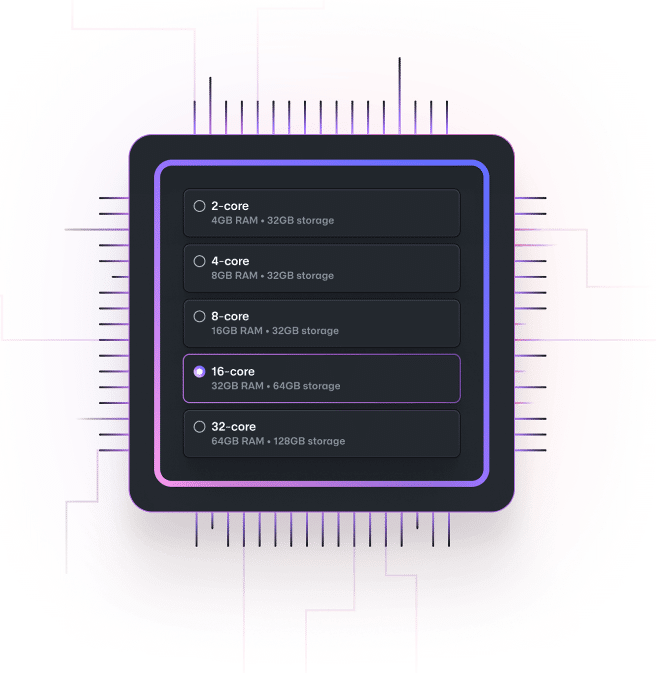 2-core
4GB RAM • 32GB storage
4-core
8GB RAM • 32GB storage
8-core
16GB RAM • 32GB storage
16-core
32GB RAM • 64GB storage
32-core
64GB RAM • 128GB storage